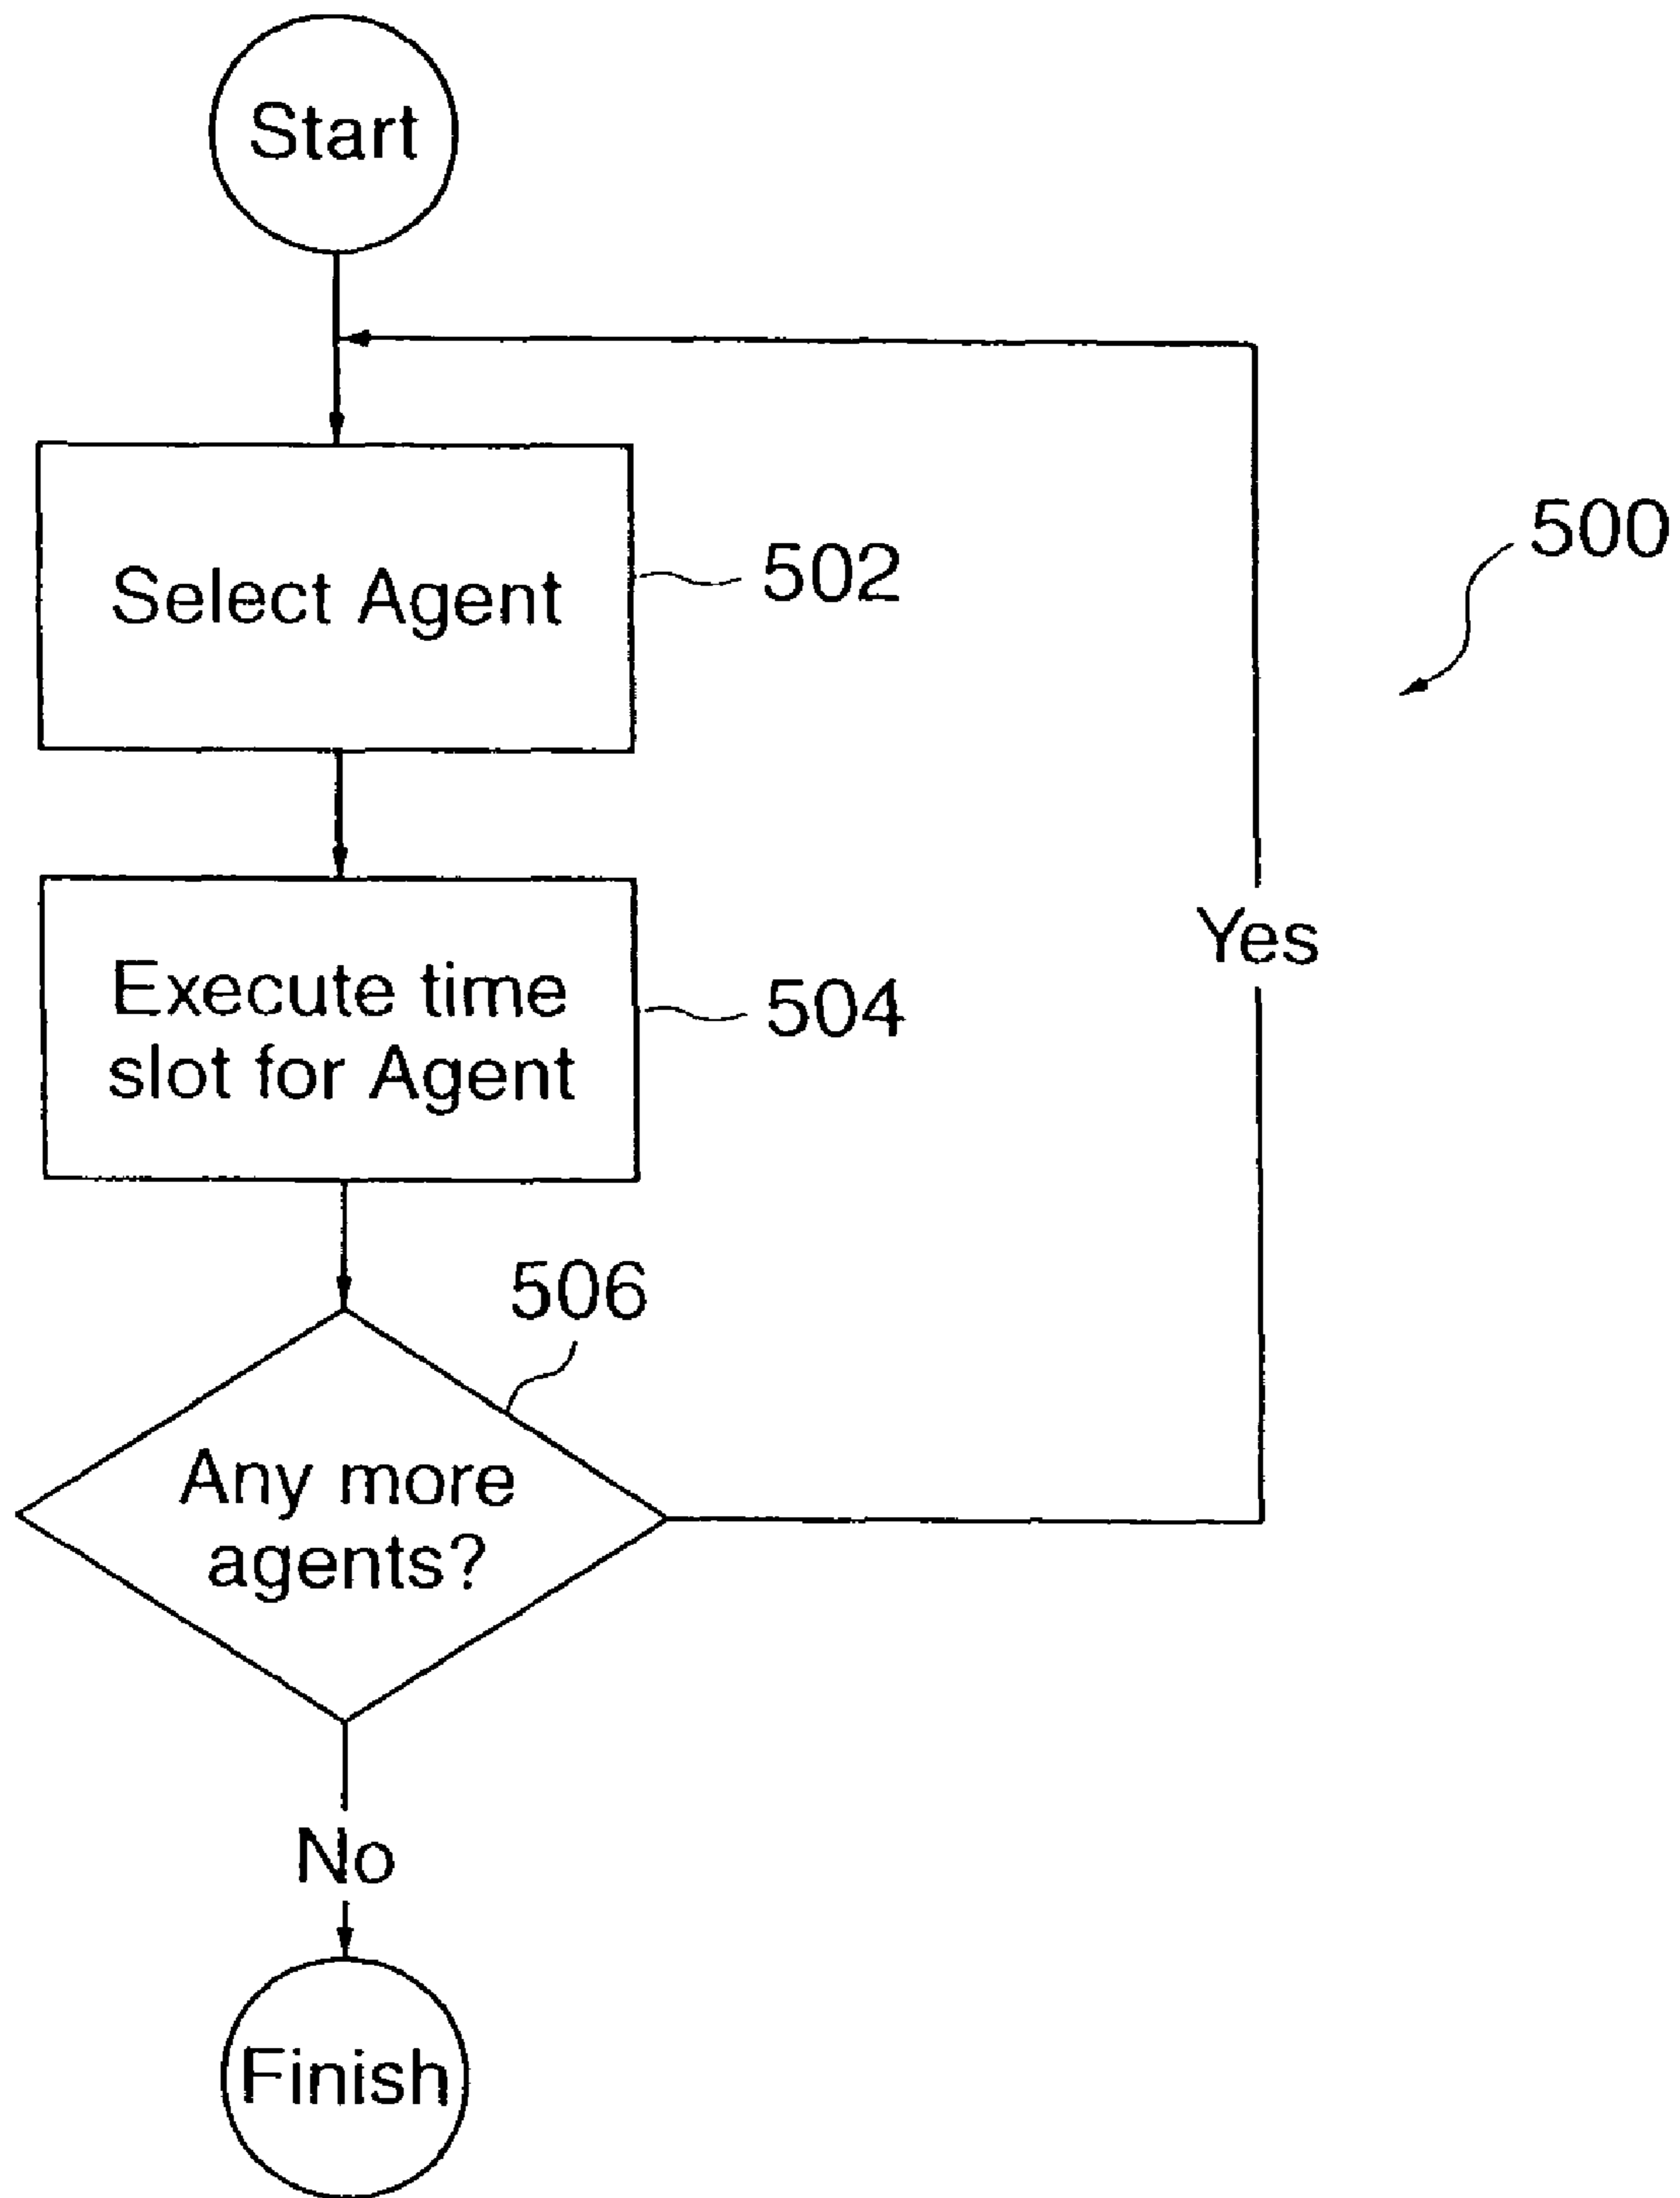 Start
Select Agent
502
500
Execute time
slot for Agent
504
Yes
506
Any more
agents?
No
Finish